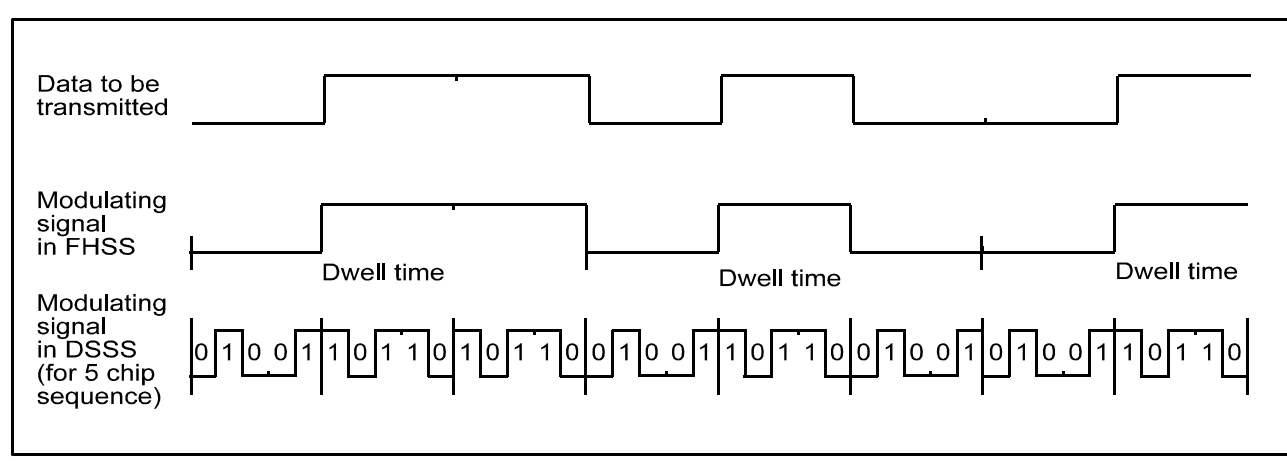 Data to be
transmitted
Modulating
signal
in FHSS
Dwell time
Dwell time
Dwell time
Modulating
signal
in DSSS
(for 5 chip
sequence)
0 1 0 0 1 1 0 1 1 0 1 0 1 1 0 0 1 0 0 1 1 0 1 1 0 0 1 0 0 1 0 1 0 0 1 1 0 1 1 0